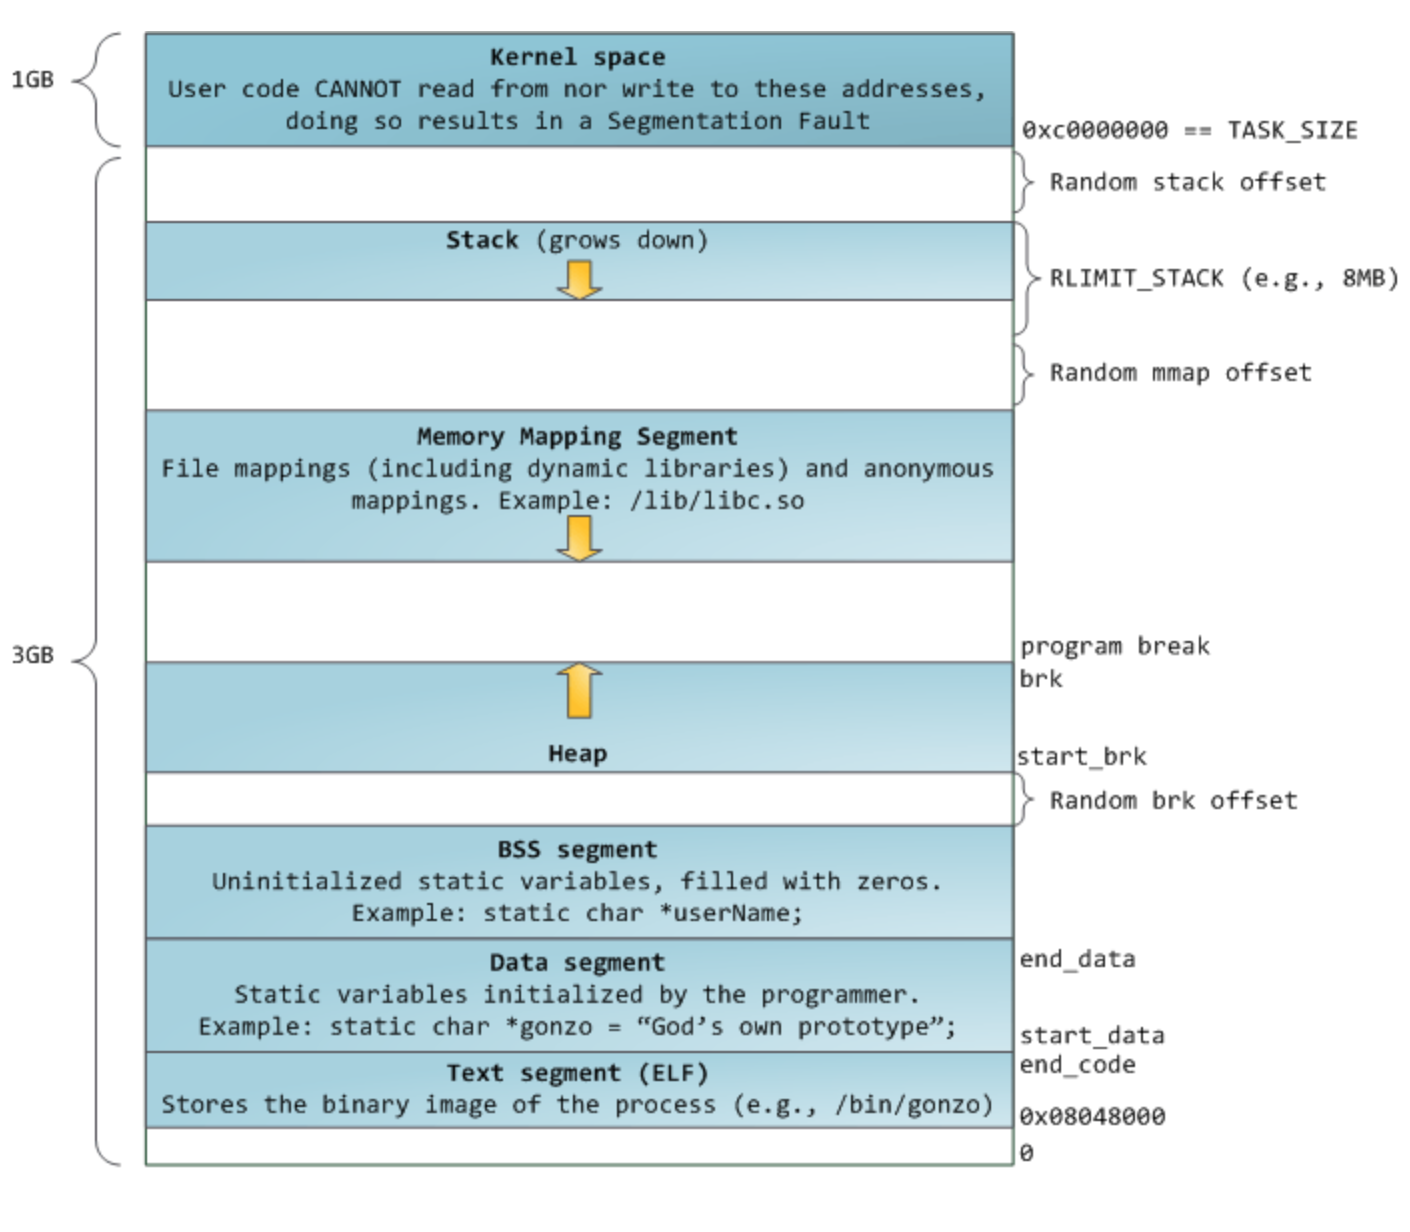 1GB
Kernel space
User code CANNOT read from nor write to these addresses,
doing so results in a Segmentation Fault
0xc0000000 == TASK_SIZE
Random stack offset
Stack (grows down)
RLIMIT_STACK (e.g., 8MB)
Random mmap offset
Memory Mapping Segment
File mappings (including dynamic libraries) and anonymous
mappings. Example: /lib/libc.so
3GB
program break
brk
Heap
start_brk
Random brk offset
BSS segment
Uninitialized static variables, filled with zeros.
Example: static char *userName;
end_data
Data segment
Static variables initialized by the programmer.
Example: static char *gonzo = “God’s own prototype”;
start_data
end_code
Text segment (ELF)
Stores the binary image of the process (e.g., /bin/gonzo)
0x08048000
0